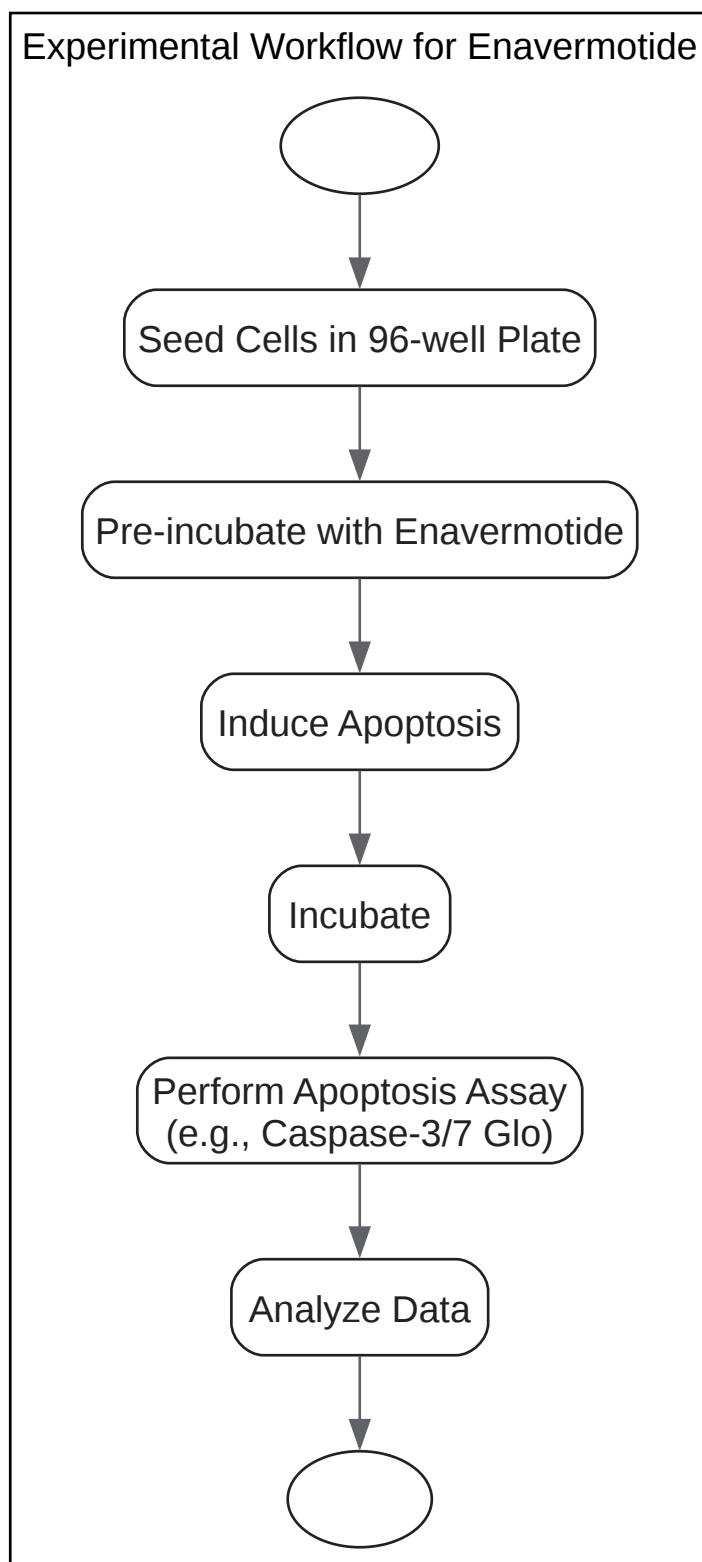 Experimental Workflow for Enavermotide
Seed Cells in 96-well Plate
Pre-incubate with Enavermotide
Induce Apoptosis
Incubate
Perform Apoptosis Assay
(e.g., Caspase-3/7 Glo)
Analyze Data